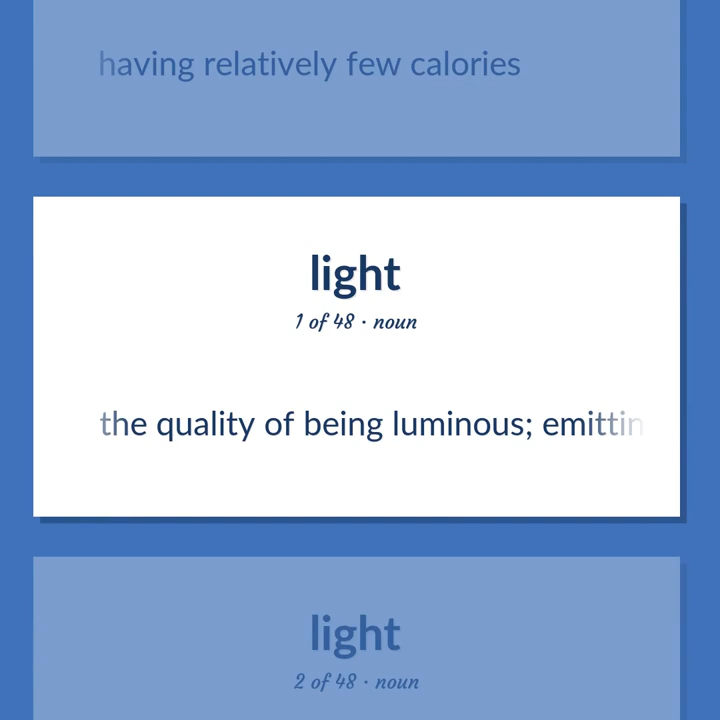 having relatively few calories
light
1 of 48 · noun
the quality of being luminous; emittin
light
2 of 48 · noun